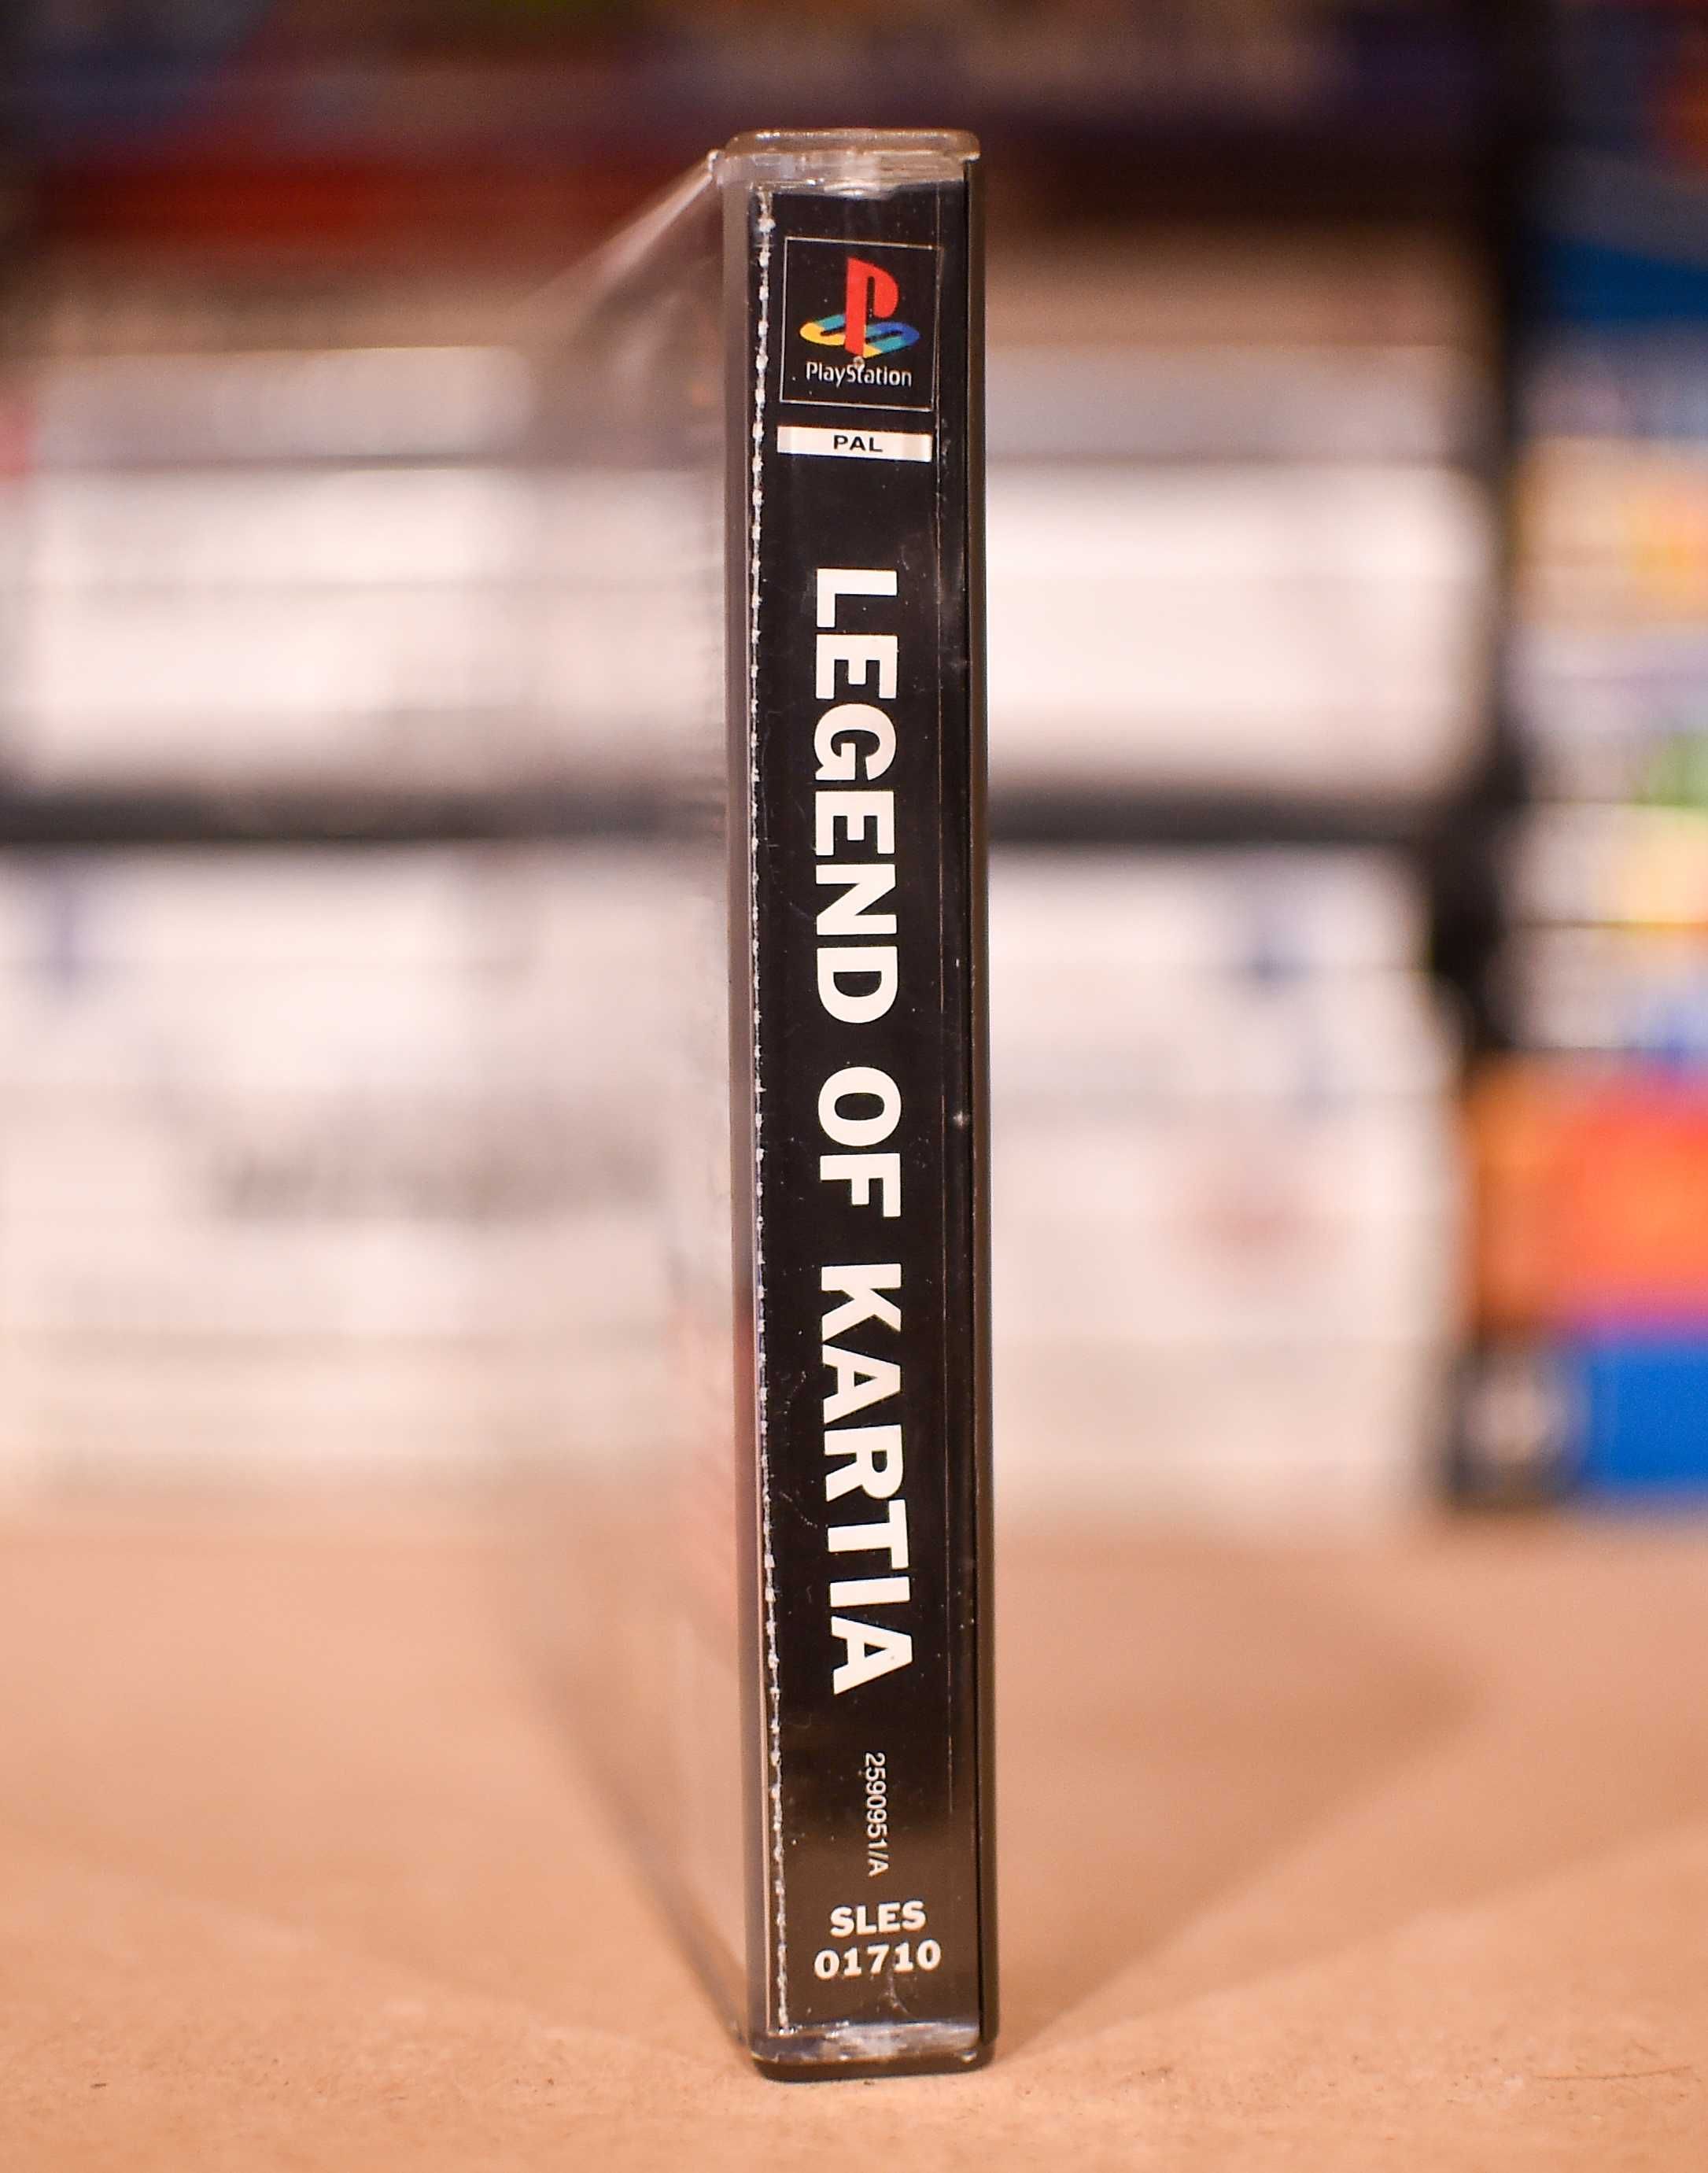 PlayStation
PAL
LEGEND OF KARTIA
2590951/A
SLES
01710